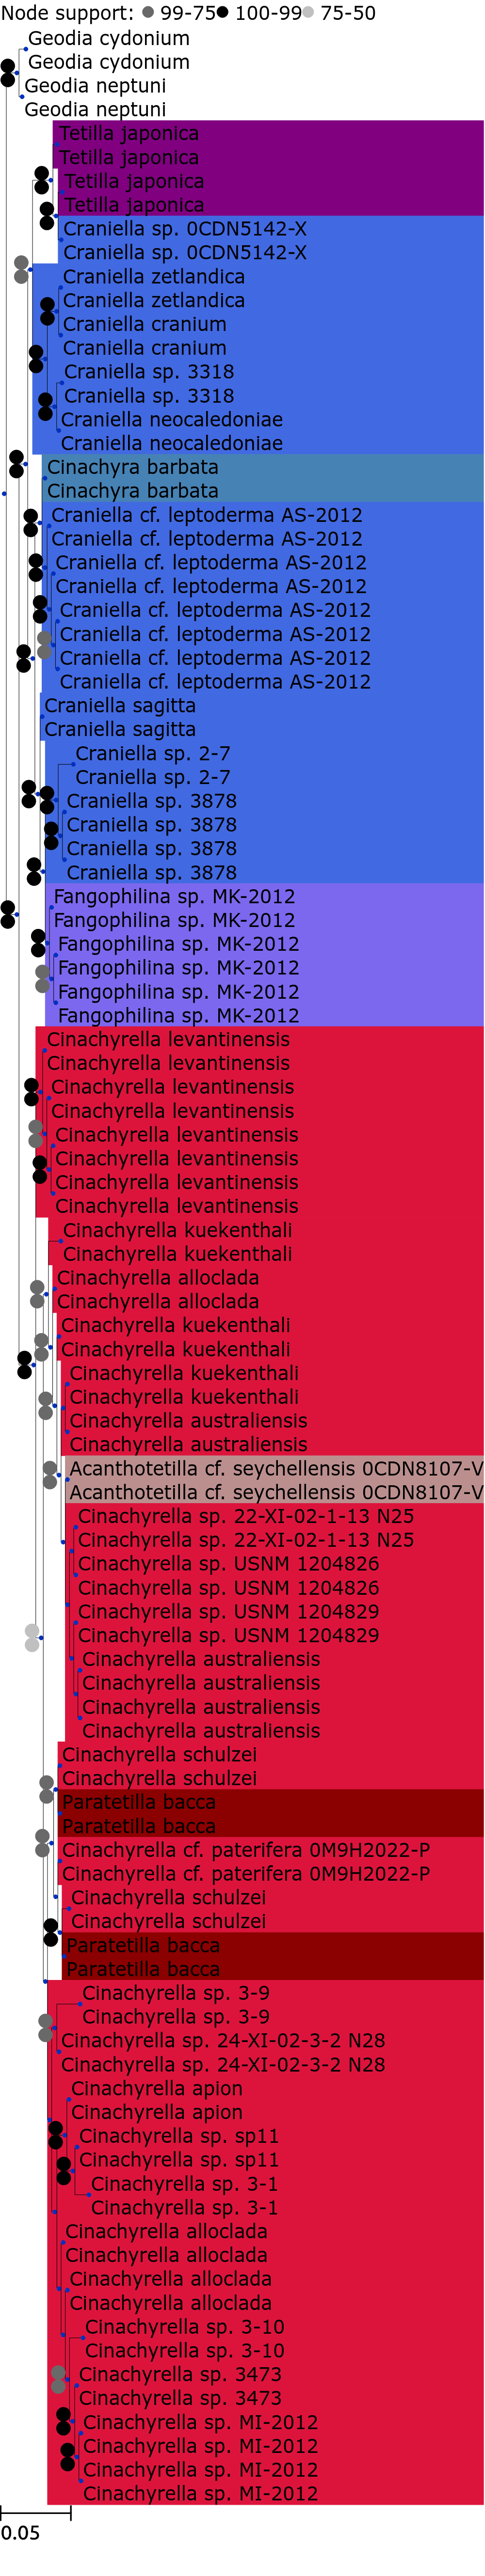 Node support: 99-75 100-99 75-50
Geodia cydonium
Geodia cydonium
Geodia neptuni
Geodia neptuni
Tetilla japonica
Tetilla japonica
Tetilla japonica
Tetilla japonica
Craniella sp. 0CDN5142-X
Craniella sp. 0CDN5142-X
Craniella zetlandica
Craniella zetlandica
Craniella cranium
Craniella cranium
Craniella sp. 3318
Craniella sp. 3318
Craniella neocaledoniae
Craniella neocaledoniae
Cinachyra barbata
Cinachyra barbata
Craniella cf. leptoderma AS-2012
Craniella cf. leptoderma AS-2012
Craniella cf. leptoderma AS-2012
Craniella cf. leptoderma AS-2012
Craniella cf. leptoderma AS-2012
Craniella cf. leptoderma AS-2012
Craniella cf. leptoderma AS-2012
Craniella cf. leptoderma AS-2012
Craniella sagitta
Craniella sagitta
Craniella sp. 2-7
Craniella sp. 2-7
Craniella sp. 3878
Craniella sp. 3878
Craniella sp. 3878
Craniella sp. 3878
Fangophilina sp. MK-2012
Fangophilina sp. MK-2012
Fangophilina sp. MK-2012
Fangophilina sp. MK-2012
Fangophilina sp. MK-2012
Fangophilina sp. MK-2012
Cinachyrella levantinensis
Cinachyrella levantinensis
Cinachyrella levantinensis
Cinachyrella levantinensis
Cinachyrella levantinensis
Cinachyrella levantinensis
Cinachyrella levantinensis
Cinachyrella levantinensis
Cinachyrella kuekenthali
Cinachyrella kuekenthali
Cinachyrella alloclada
Cinachyrella alloclada
Cinachyrella kuekenthali
Cinachyrella kuekenthali
Cinachyrella kuekenthali
Cinachyrella kuekenthali
Cinachyrella australiensis
Cinachyrella australiensis
Acanthotetilla cf. seychellensis 0CDN8107-V
Acanthotetilla cf. seychellensis 0CDN8107-V
Cinachyrella sp. 22-XI-02-1-13 N25
Cinachyrella sp. 22-XI-02-1-13 N25
Cinachyrella sp. USNM 1204826
Cinachyrella sp. USNM 1204826
Cinachyrella sp. USNM 1204829
Cinachyrella sp. USNM 1204829
Cinachyrella australiensis
Cinachyrella australiensis
Cinachyrella australiensis
Cinachyrella australiensis
Cinachyrella schulzei
Cinachyrella schulzei
Paratetilla bacca
Paratetilla bacca
Cinachyrella cf. paterifera 0M9H2022-P
Cinachyrella cf. paterifera 0M9H2022-P
Cinachyrella schulzei
Cinachyrella schulzei
Paratetilla bacca
Paratetilla bacca
Cinachyrella sp. 3-9
Cinachyrella sp. 3-9
Cinachyrella sp. 24-XI-02-3-2 N28
Cinachyrella sp. 24-XI-02-3-2 N28
Cinachyrella apion
Cinachyrella apion
Cinachyrella sp. sp11
Cinachyrella sp. sp11
Cinachyrella sp. 3-1
Cinachyrella sp. 3-1
Cinachyrella alloclada
Cinachyrella alloclada
Cinachyrella alloclada
Cinachyrella alloclada
Cinachyrella sp. 3-10
Cinachyrella sp. 3-10
Cinachyrella sp. 3473
Cinachyrella sp. 3473
Cinachyrella sp. MI-2012
Cinachyrella sp. MI-2012
Cinachyrella sp. MI-2012
Cinachyrella sp. MI-2012
0.05